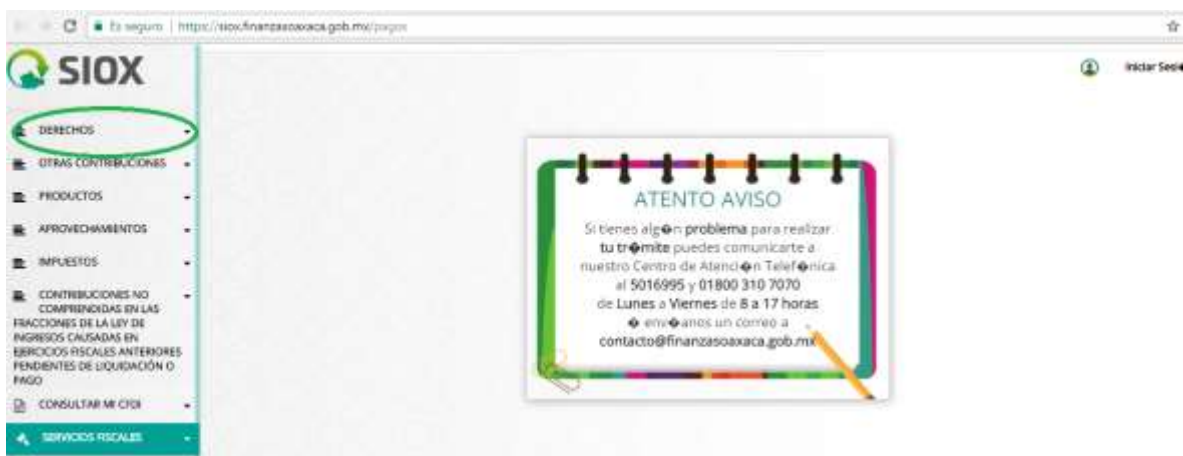 Es seguro | https://siox.finanzasoaxaca.gob.mx/pagos
SIOX
Iniciar Sesi�
DERECHOS
OTRAS CONTRIBUCIONES
PRODUCTOS
APROVECHAMIENTOS
IMPUESTOS
CONTRIBUCIONES NO
COMPRENDIDAS EN LAS
FRACCIONES DE LA LEY DE
INGRESOS CAUSADAS EN
EJERCICIOS FISCALES ANTERIORES
PENDIENTES DE LIQUIDACIÓN O
PAGO
CONSULTAR MI CFDI
SERVICIOS FISCALES
ATENTO AVISO
Si tienes alg�n problema para realizar
tu tr�mite puedes comunicarte a
nuestro Centro de Atenci�n Telef�nica
al 5016995 y 01800 310 7070
de Lunes a Viernes de 8 a 17 horas
� env�anos un correo a
contacto@finanzasoaxaca.gob.mx